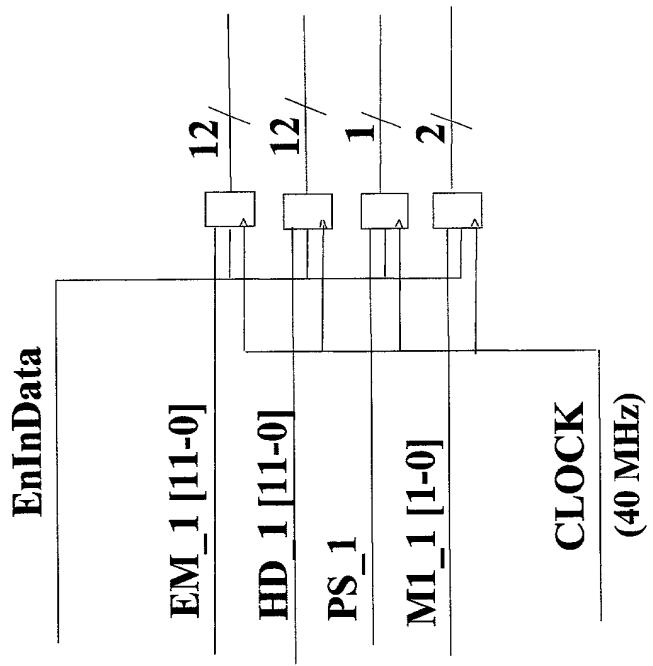 EnInData
EM_1 [11-0]
12
HD_1 [11-0]
12
PS_1
1
M1_1 [1-0]
2
CLOCK
(40 MHz)